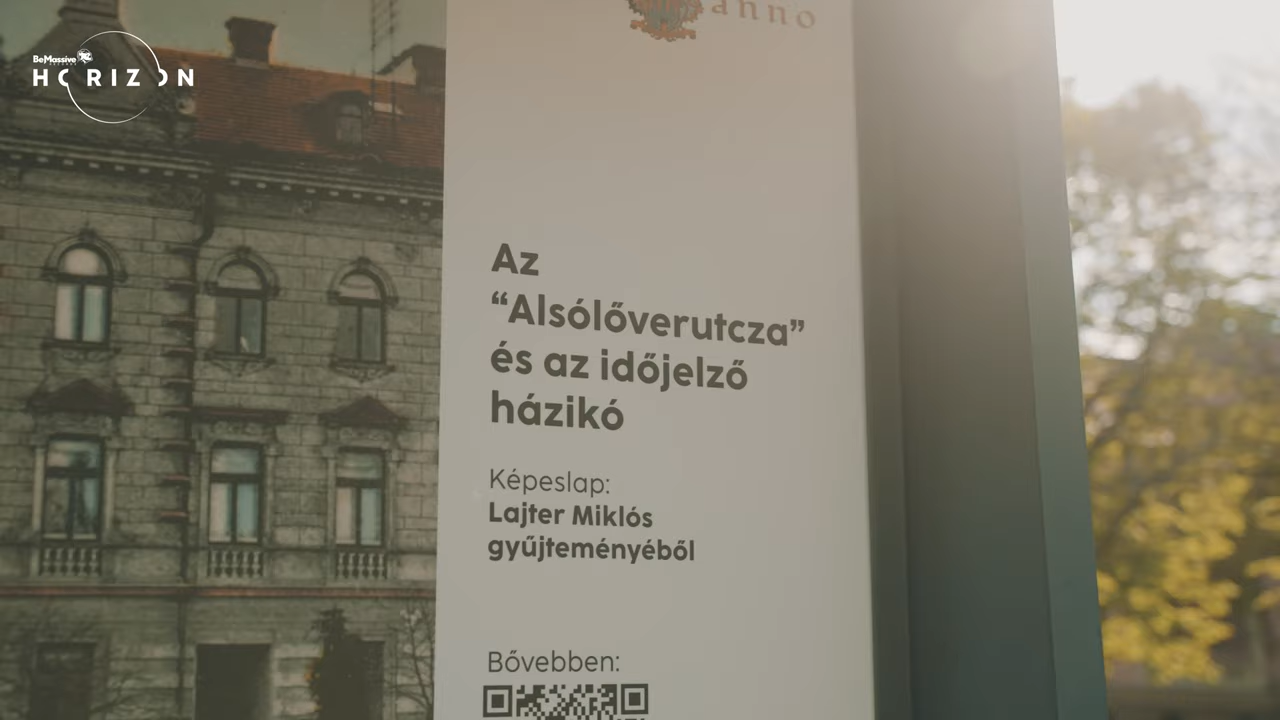 BeMassive
HORIZON
anno
Az
“Alsólőverutcza”
és az időjelző
házikó
Képeslap:
Lajter Miklós
gyűjteményéből
Bővebben: